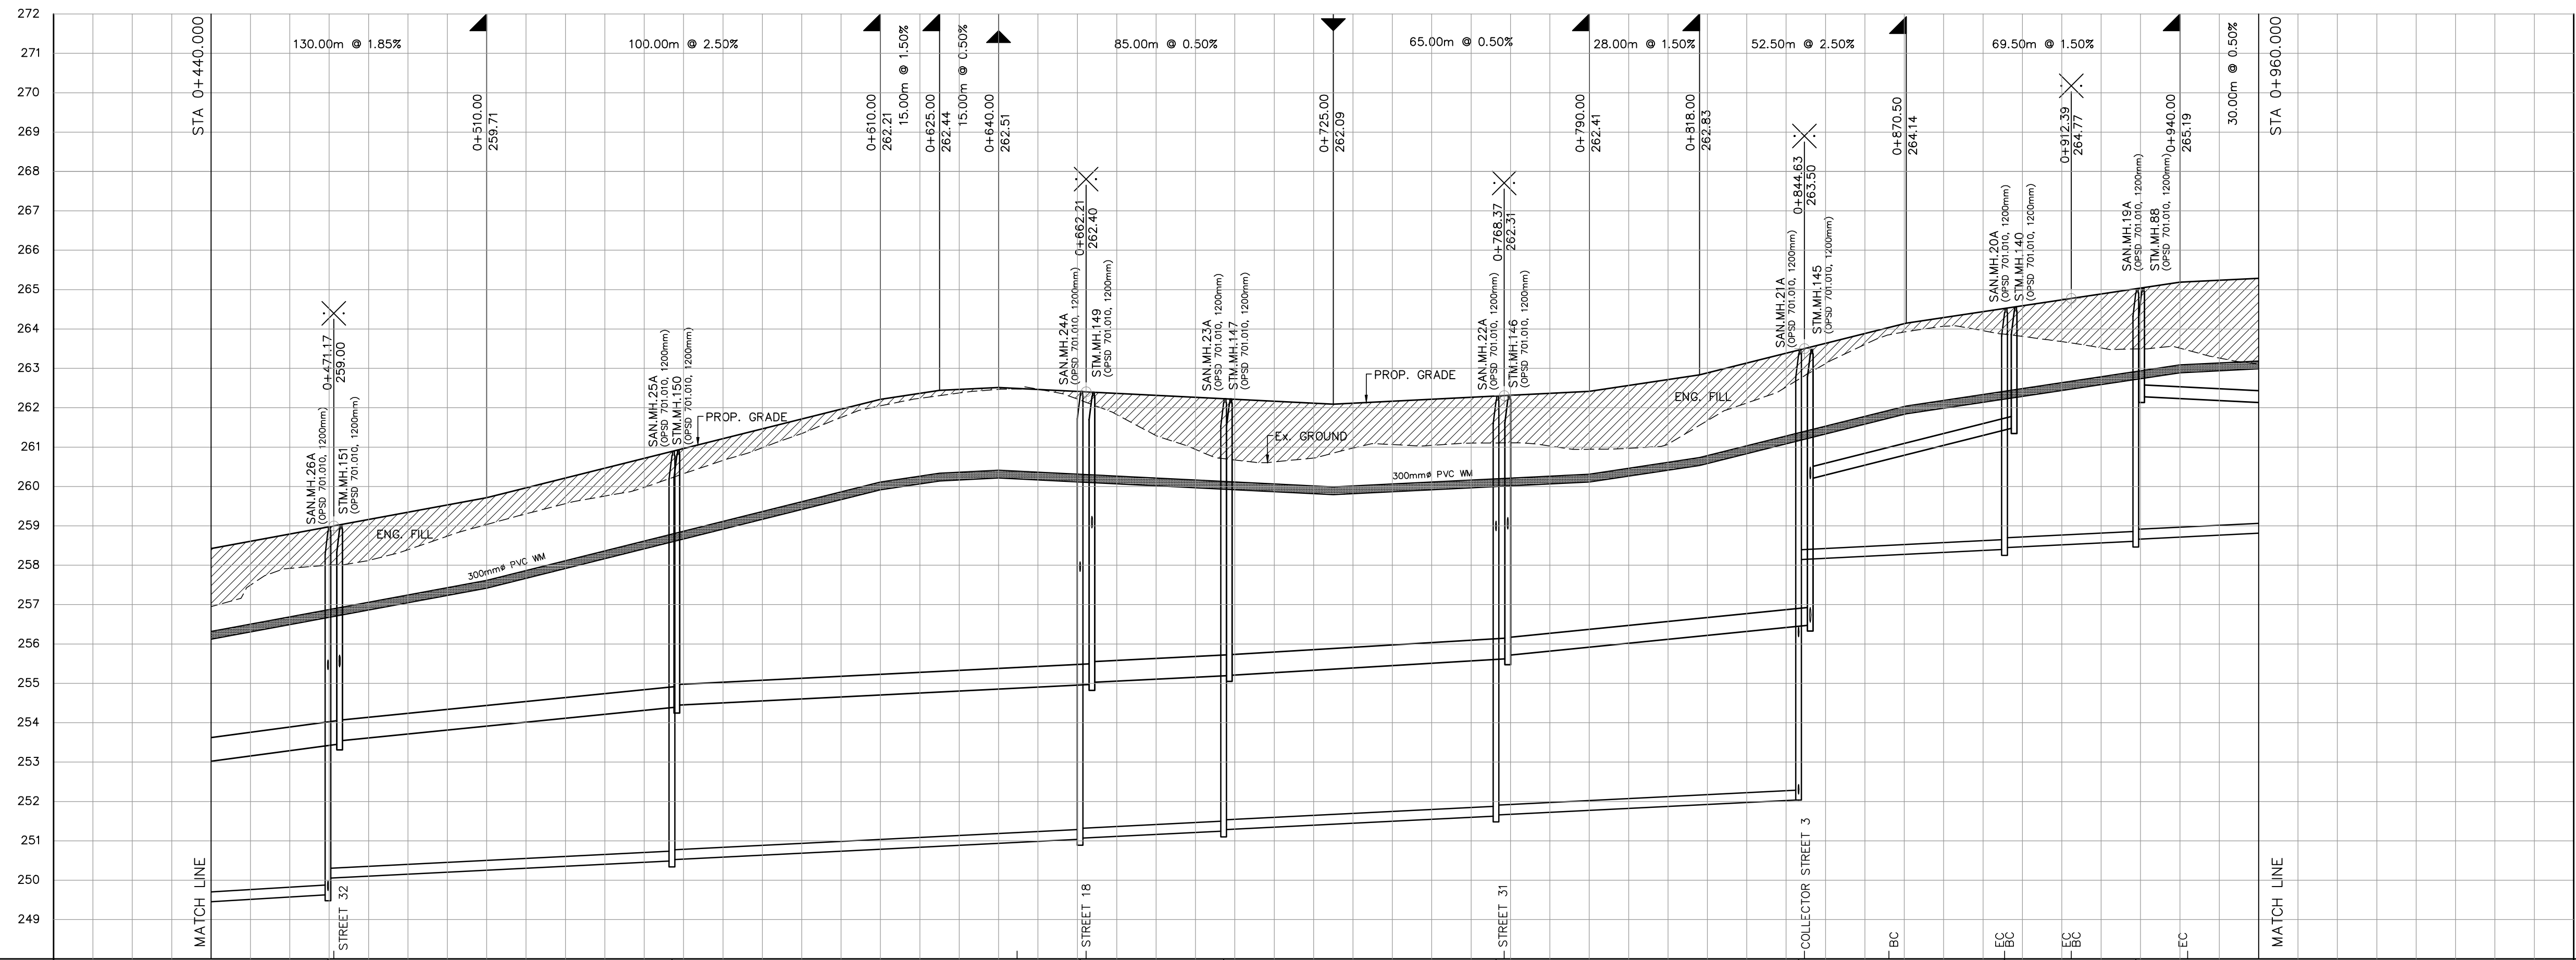 272
271
270
269
268
267
266
265
264
263
262
261
260
259
258
257
256
255
254
253
252
251
250
249
STA 0+440.000
MATCH LINE
130.00m @ 1.85%
0+510.00
259.71
100.00m @ 2.50%
0+610.00
262.21
15.00m @ 1.50%
0+625.00
262.44
15.00m @ 0.50%
0+640.00
262.51
85.00m @ 0.50%
0+725.00
262.09
65.00m @ 0.50%
0+790.00
262.41
28.00m @ 1.50%
0+818.00
262.83
52.50m @ 2.50%
0+870.50
264.14
69.50m @ 1.50%
0+940.00
265.19
30.00m @ 0.50%
STA 0+960.000
MATCH LINE
0+471.17
259.00
SAN.MH.26A
(OPSD 701.010, 1200mm)
STM.MH.151
(OPSD 701.010, 1200mm)
SAN.MH.25A
(OPSD 701.010, 1200mm)
STM.MH.150
(OPSD 701.010, 1200mm)
0+662.21
262.40
SAN.MH.24A
(OPSD 701.010, 1200mm)
STM.MH.149
(OPSD 701.010, 1200mm)
SAN.MH.23A
(OPSD 701.010, 1200mm)
STM.MH.147
(OPSD 701.010, 1200mm)
0+768.37
262.31
SAN.MH.22A
(OPSD 701.010, 1200mm)
STM.MH.146
(OPSD 701.010, 1200mm)
0+844.63
263.50
SAN.MH.21A
(OPSD 701.010, 1200mm)
STM.MH.145
(OPSD 701.010, 1200mm)
0+912.39
264.77
SAN.MH.20A
(OPSD 701.010, 1200mm)
STM.MH.140
(OPSD 701.010, 1200mm)
SAN.MH.19A
(OPSD 701.010, 1200mm)
STM.MH.88
(OPSD 701.010, 1200mm)
PROP. GRADE
PROP. GRADE
Ex. GROUND
ENG. FILL
ENG. FILL
300mmø PVC WM
300mmø PVC WM
STREET 32
STREET 18
STREET 31
COLLECTOR STREET 3
BC
EC
BC
EC
BC
EC